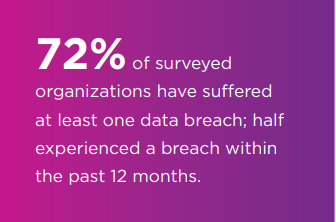 72% of surveyed
organizations have suffered
at least one data breach; half
experienced a breach within
the past 12 months.